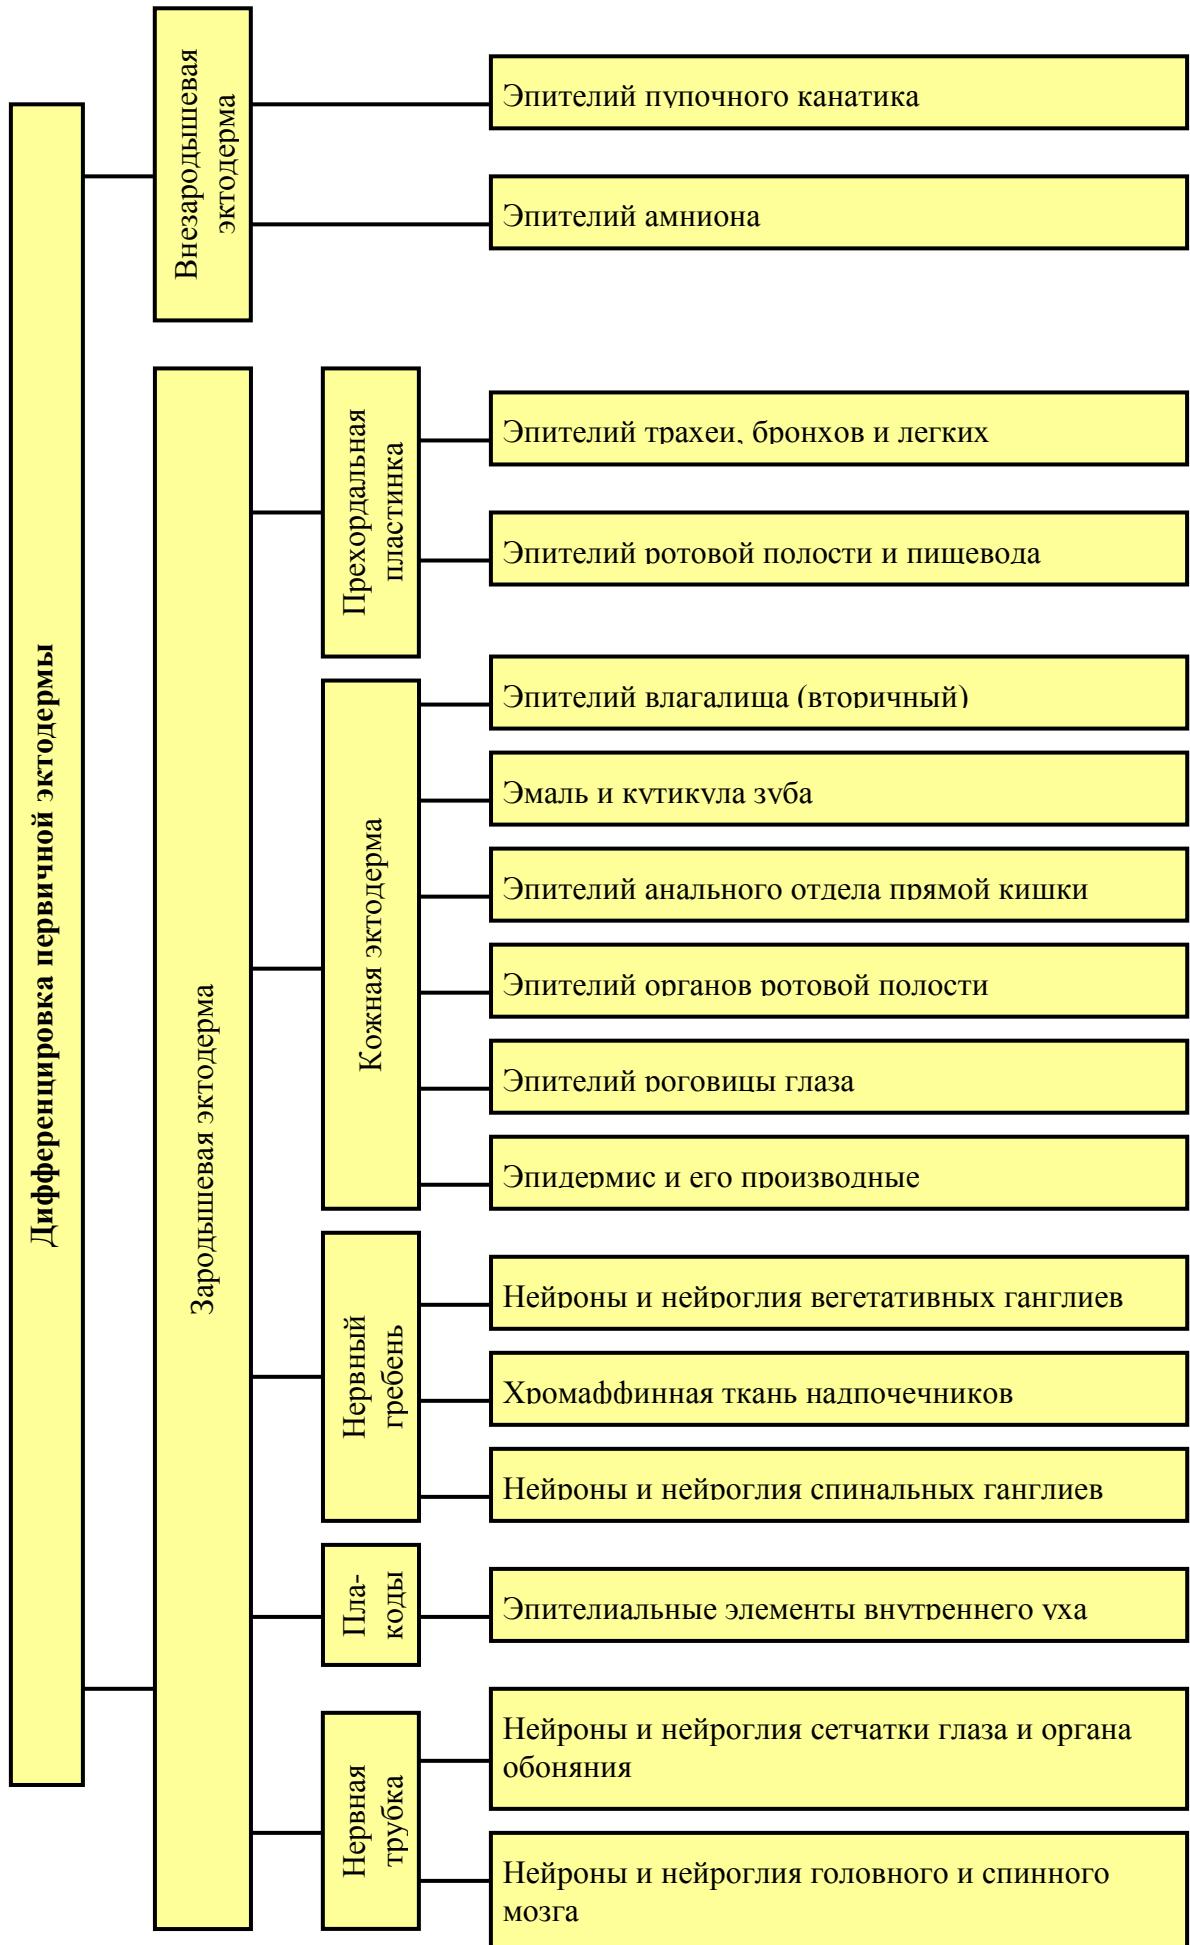 Дифференцировка первичной эктодермы
Внезародышевая
эктодерма
Эпителий пупочного канатика
Эпителий амниона
Зародышевая эктодерма
Прехордальная
пластинка
Эпителий трахеи, бронхов и легких
Эпителий ротовой полости и пищевода
Кожная эктодерма
Эпителий влагалища (вторичный)
Эмаль и кутикула зуба
Эпителий анального отдела прямой кишки
Эпителий органов ротовой полости
Эпителий роговицы глаза
Эпидермис и его производные
Нервный
гребень
Нейроны и нейроглия вегетативных ганглиев
Хромаффинная ткань надпочечников
Нейроны и нейроглия спинальных ганглиев
Пла-
коды
Эпителиальные элементы внутреннего уха
Нервная
трубка
Нейроны и нейроглия сетчатки глаза и органа
обоняния
Нейроны и нейроглия головного и спинного
мозга